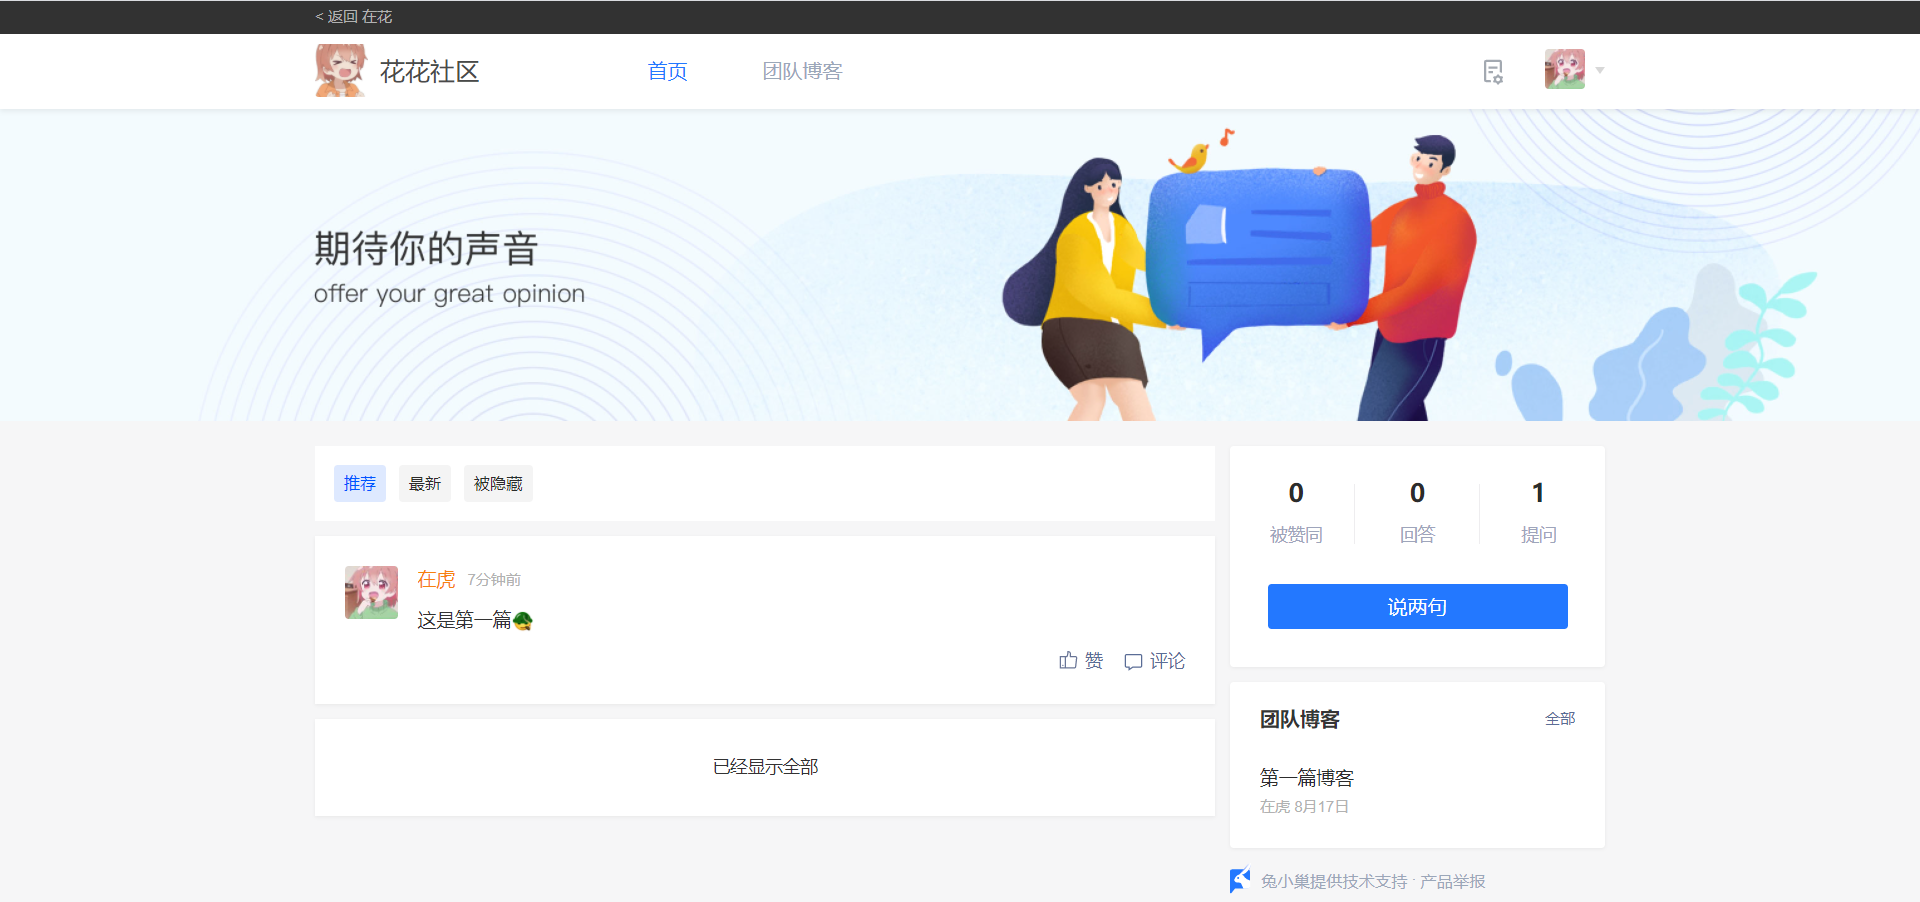 < 返回 在花
花花社区
首页
团队博客
期待你的声音
offer your great opinion
推荐
最新
被隐藏
在虎 7分钟前
这是第一篇
赞
评论
已经显示全部
0
被赞同
0
回答
1
提问
说两句
团队博客
全部
第一篇博客
在虎 8月17日
兔小巢提供技术支持 · 产品举报